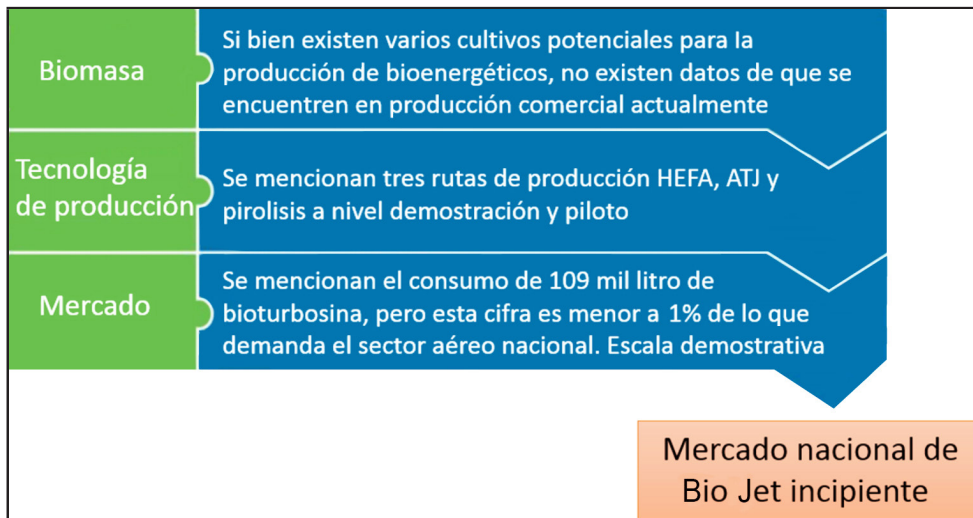 Biomasa
Si bien existen varios cultivos potenciales para la
producción de bioenergéticos, no existen datos de que se
encuentren en producción comercial actualmente
Tecnología
de producción
Se mencionan tres rutas de producción HEFA, ATJ y
pirolisis a nivel demostración y piloto
Mercado
Se mencionan el consumo de 109 mil litro de
bioturbosina, pero esta cifra es menor a 1% de lo que
demanda el sector aéreo nacional. Escala demostrativa
Mercado nacional de
Bio Jet incipiente